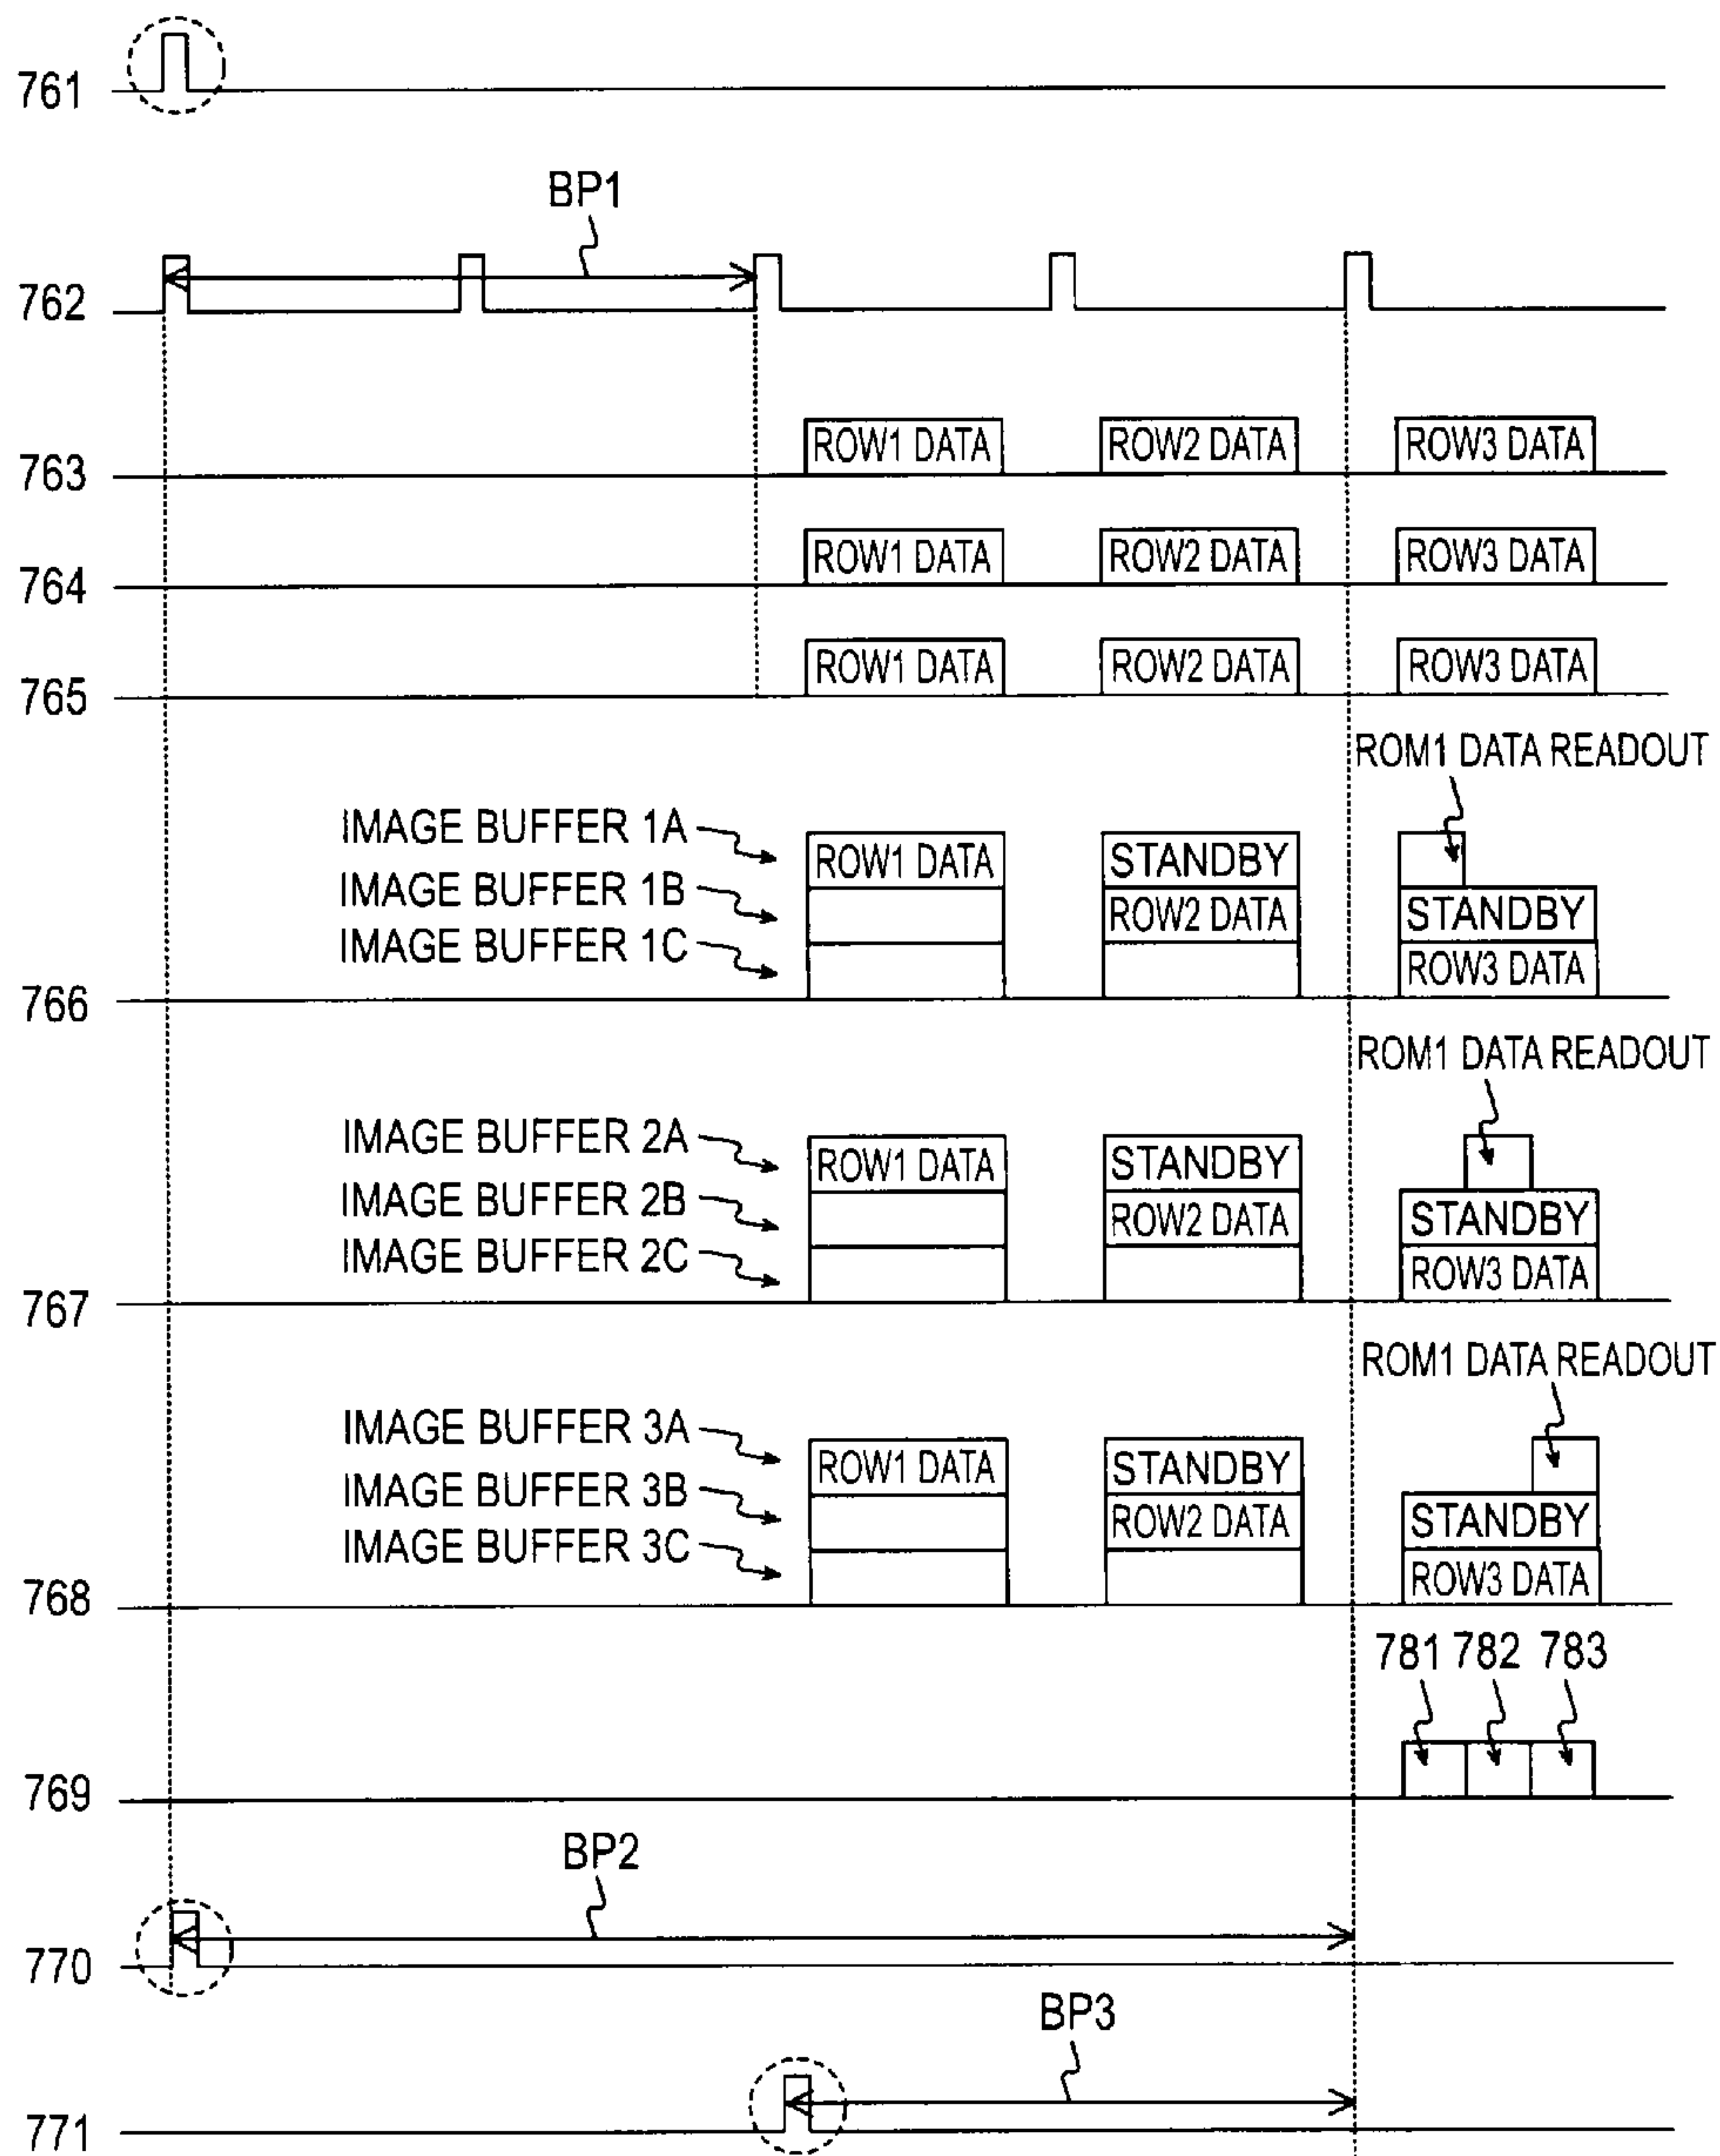 761
BP1
762
763 ROW1 DATA ROW2 DATA ROW3 DATA
764 ROW1 DATA ROW2 DATA ROW3 DATA
765 ROW1 DATA ROW2 DATA ROW3 DATA
ROM1 DATA READOUT
IMAGE BUFFER 1A ROW1 DATA STANDBY
IMAGE BUFFER 1B ROW2 DATA STANDBY
IMAGE BUFFER 1C ROW3 DATA
766
ROM1 DATA READOUT
IMAGE BUFFER 2A ROW1 DATA STANDBY
IMAGE BUFFER 2B ROW2 DATA STANDBY
IMAGE BUFFER 2C ROW3 DATA
767
ROM1 DATA READOUT
IMAGE BUFFER 3A ROW1 DATA STANDBY
IMAGE BUFFER 3B ROW2 DATA STANDBY
IMAGE BUFFER 3C ROW3 DATA
768
781 782 783
769
BP2
770
BP3
771